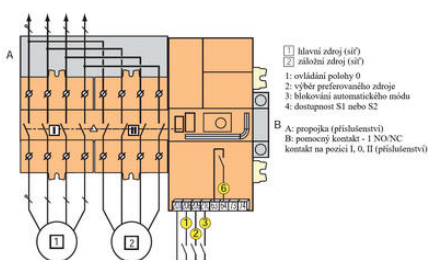 A
I
II
6
1
2
3
1
2
B
1 hlavní zdroj (síť)
2 záložní zdroj (síť)
1: ovládání polohy 0
2: výběr preferovaného zdroje
3: blokování automatického módu
4: dostupnost S1 nebo S2
A: propojka (příslušenství)
B: pomocný kontakt - 1 NO/NC
kontakt na pozici I, 0, II (příslušenství)